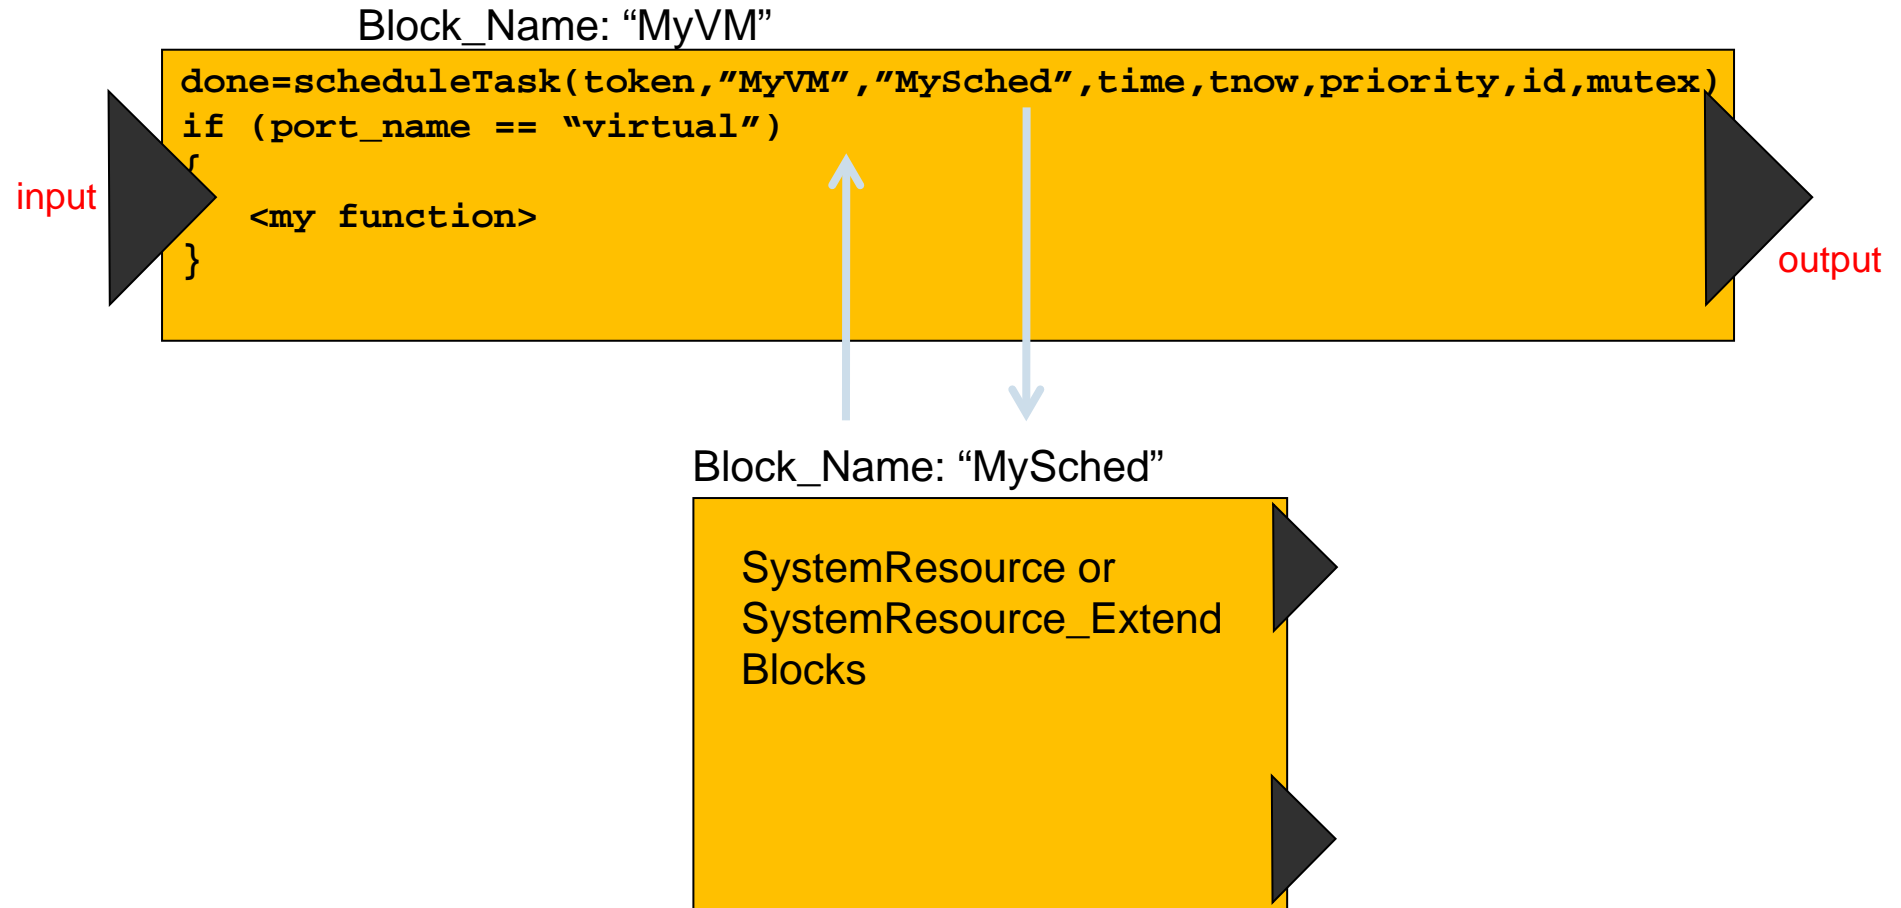 Block_Name: “MyVM”
done=scheduleTask(token,”MyVM”,”MySched”,time,tnow,priority,id,mutex)
if (port_name == “virtual”)
{
input
<my function>
}
output
Block_Name: “MySched”
SystemResource or
SystemResource_Extend
Blocks